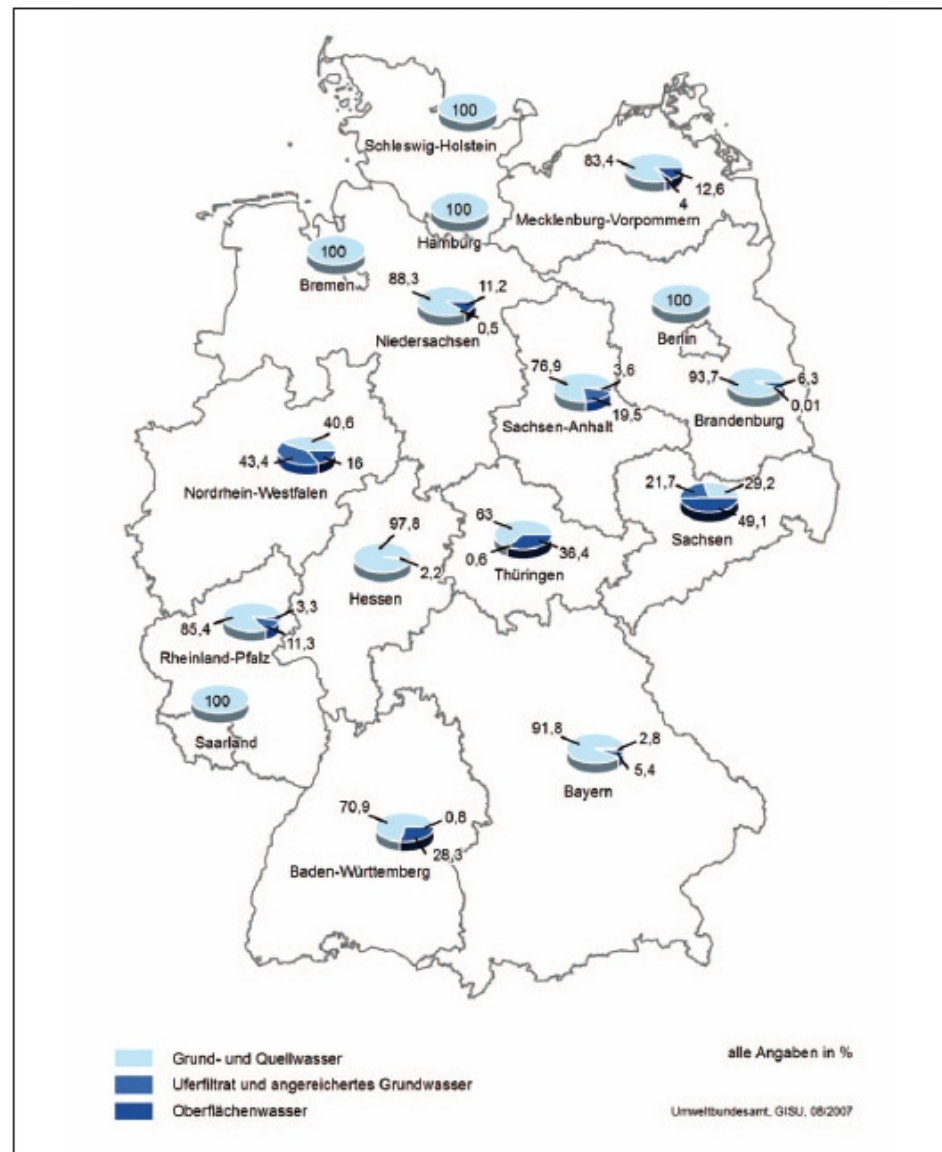 100
Schleswig-Holstein
83,4
12,6
4
Mecklenburg-Vorpommern
100
Hamburg
100
Bremen
88,3
11,2
0,5
Niedersachsen
100
Berlin
76,9
3,6
19,5
Sachsen-Anhalt
93,7
6,3
0,01
Brandenburg
40,6
43,4
16
Nordrhein-Westfalen
21,7
29,2
49,1
Sachsen
97,8
2,2
Hessen
63
0,6
36,4
Thüringen
3,3
85,4
11,3
Rheinland-Pfalz
100
Saarland
91,8
2,8
5,4
Bayern
70,9
0,8
28,3
Baden-Württemberg
Grund- und Quellwasser
Uferfiltrat und angereichertes Grundwasser
Oberflächenwasser
alle Angaben in %
Umweltbundesamt, GISU, 08/2007